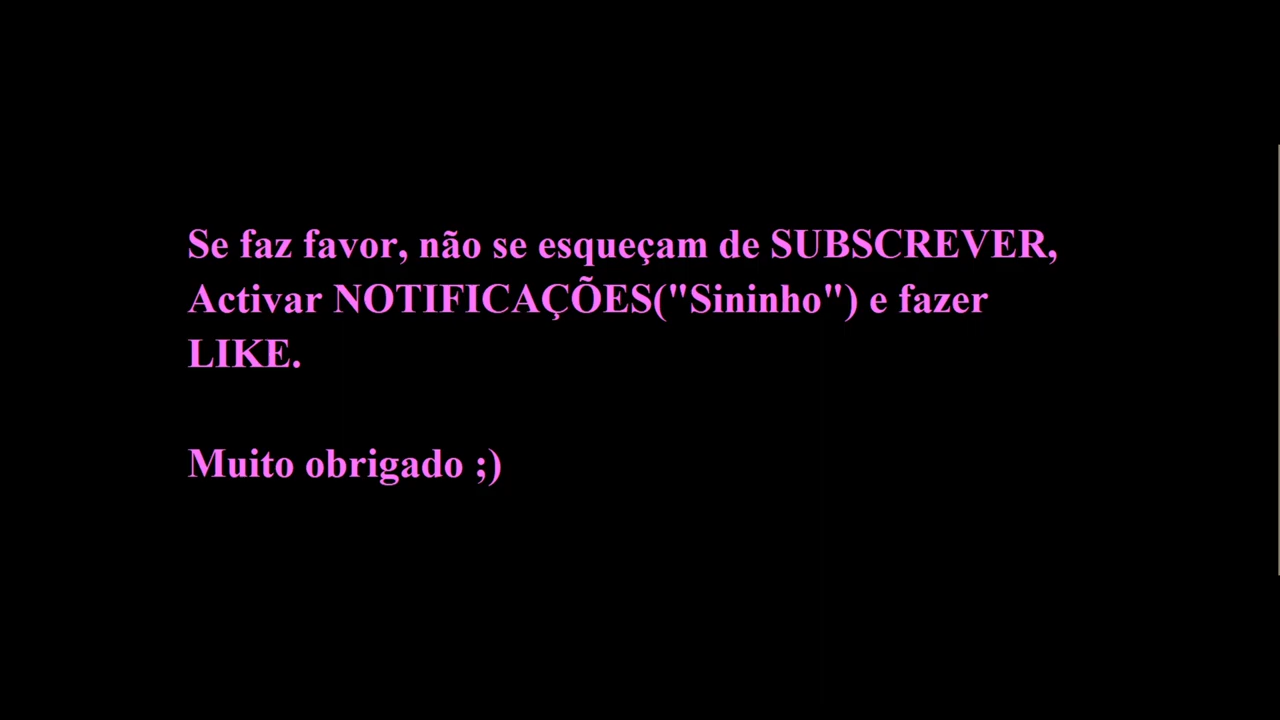 Se faz favor, não se esqueçam de SUBSCREVER,
Activar NOTIFICAÇÕES("Sininho") e fazer
LIKE.
Muito obrigado ;)